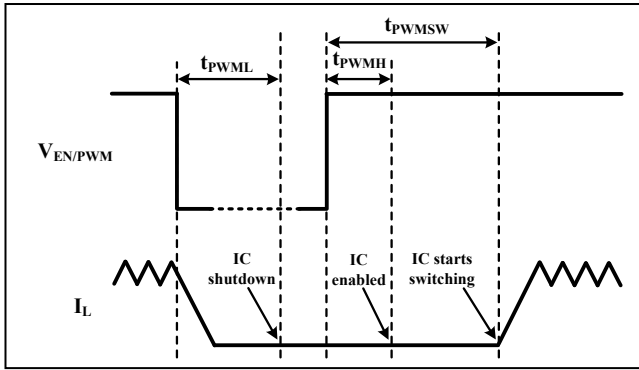 tPWMSW
tPWML
tPWMH
VEN/PWM
IC
shutdown
IC
enabled
IC starts
switching
IL